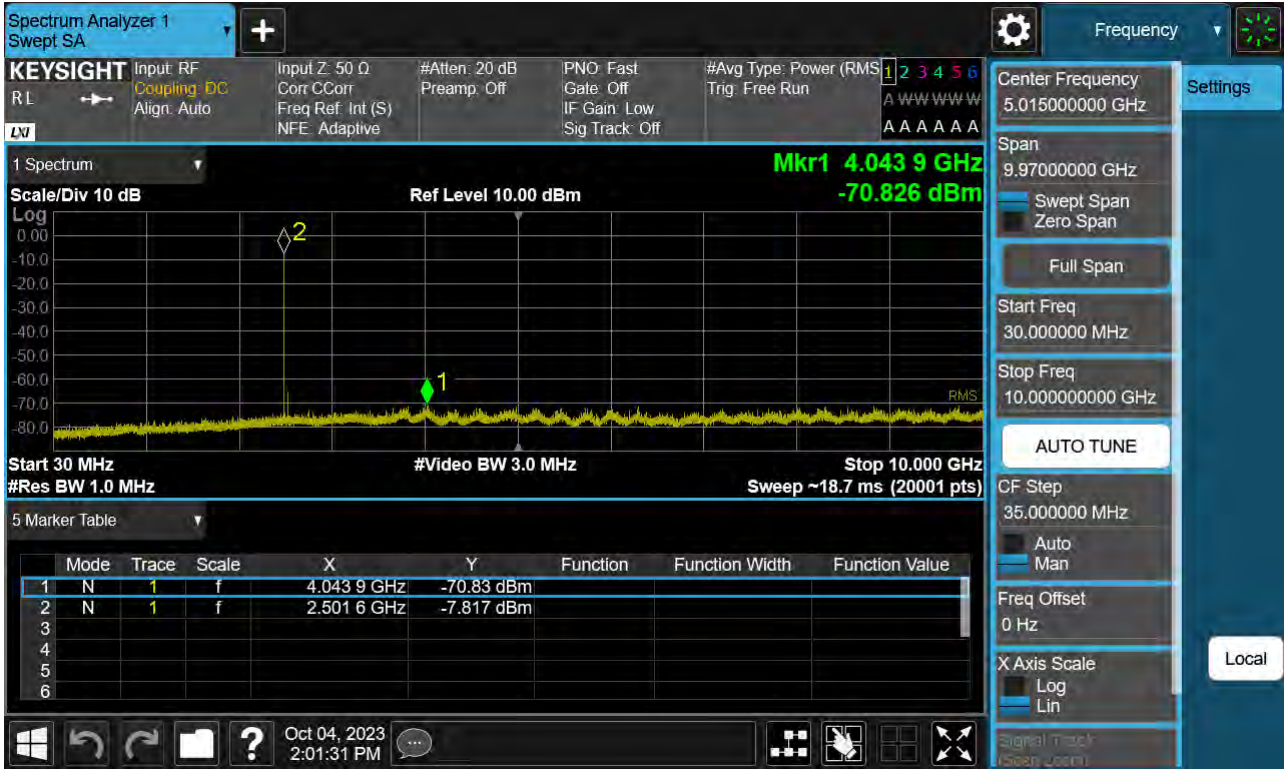 Spectrum Analyzer 1
Swept SA
+
Frequency
KEYSIGHT
R L
LXI
Input: RF
Coupling: DC
Align: Auto
Input Z: 50 Ω
Corr CCorr
Freq Ref: Int (S)
NFE: Adaptive
#Atten: 20 dB
Preamp: Off
PNO: Fast
Gate: Off
IF Gain: Low
Sig Track: Off
#Avg Type: Power (RMS
Trig: Free Run
1 2 3 4 5 6
A W W W W W
A A A A A A
1 Spectrum
Scale/Div 10 dB
Ref Level 10.00 dBm
Mkr1 4.043 9 GHz
-70.826 dBm
Log
0.00
-10.0
-20.0
-30.0
-40.0
-50.0
-60.0
-70.0
-80.0
2
1
RMS
Start 30 MHz
#Video BW 3.0 MHz
Stop 10.000 GHz
#Res BW 1.0 MHz
Sweep ~18.7 ms (20001 pts)
5 Marker Table
Mode Trace Scale X Y Function Function Width Function Value
1 N 1 f 4.043 9 GHz -70.83 dBm
2 N 1 f 2.501 6 GHz -7.817 dBm
3
4
5
6
?
Oct 04, 2023
2:01:31 PM
Center Frequency
5.015000000 GHz
Span
9.97000000 GHz
Swept Span
Zero Span
Full Span
Start Freq
30.000000 MHz
Stop Freq
10.000000000 GHz
AUTO TUNE
CF Step
35.000000 MHz
Auto
Man
Freq Offset
0 Hz
X Axis Scale
Log
Lin
Signal Track
(Span Zoom)
Settings
Local